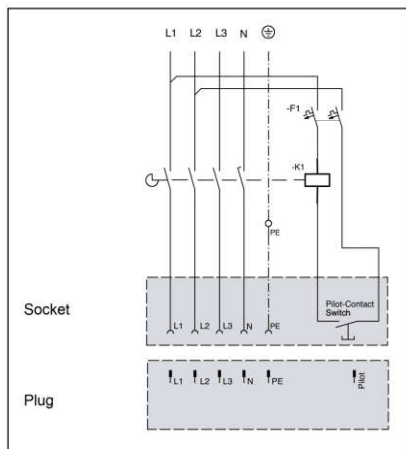 L1 L2 L3 N
-F1
-K1
PE
Pilot-Contact
Switch
Socket
L1 L2 L3 N PE
L1 L2 L3 N PE Pilot
Plug